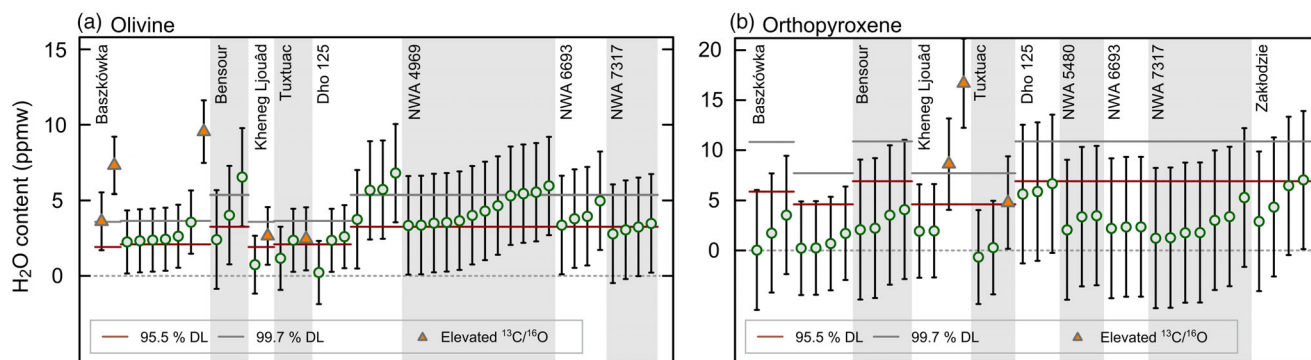 (a) Olivine
H₂O content (ppmw)
15
10
5
0
Baszkówka
Bensour
Kheneg Ljouâd
Tuxtuac
Dho 125
NWA 4969
NWA 6693
NWA 7317
95.5 % DL
99.7 % DL
Elevated ¹³C/¹⁶O
(b) Orthopyroxene
20
15
10
5
0
Baszkówka
Bensour
Kheneg Ljouâd
Tuxtuac
Dho 125
NWA 5480
NWA 6693
NWA 7317
Zakłodzie
95.5 % DL
99.7 % DL
Elevated ¹³C/¹⁶O